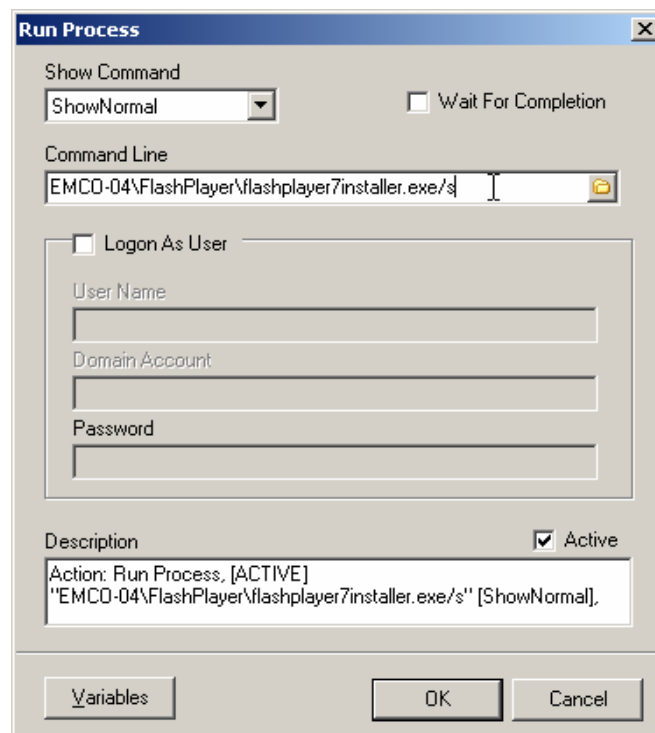 Run Process
Show Command
ShowNormal
Wait For Completion
Command Line
EMCO-04\FlashPlayer\flashplayer7installer.exe/s
Logon As User
User Name
Domain Account
Password
Description
Active
Action: Run Process, [ACTIVE]
"EMCO-04\FlashPlayer\flashplayer7installer.exe/s" [ShowNormal],
Variables
OK
Cancel